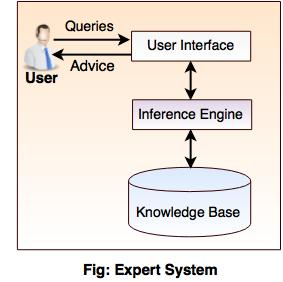 Queries
User Interface
Advice
User
Inference Engine
Knowledge Base
Fig: Expert System